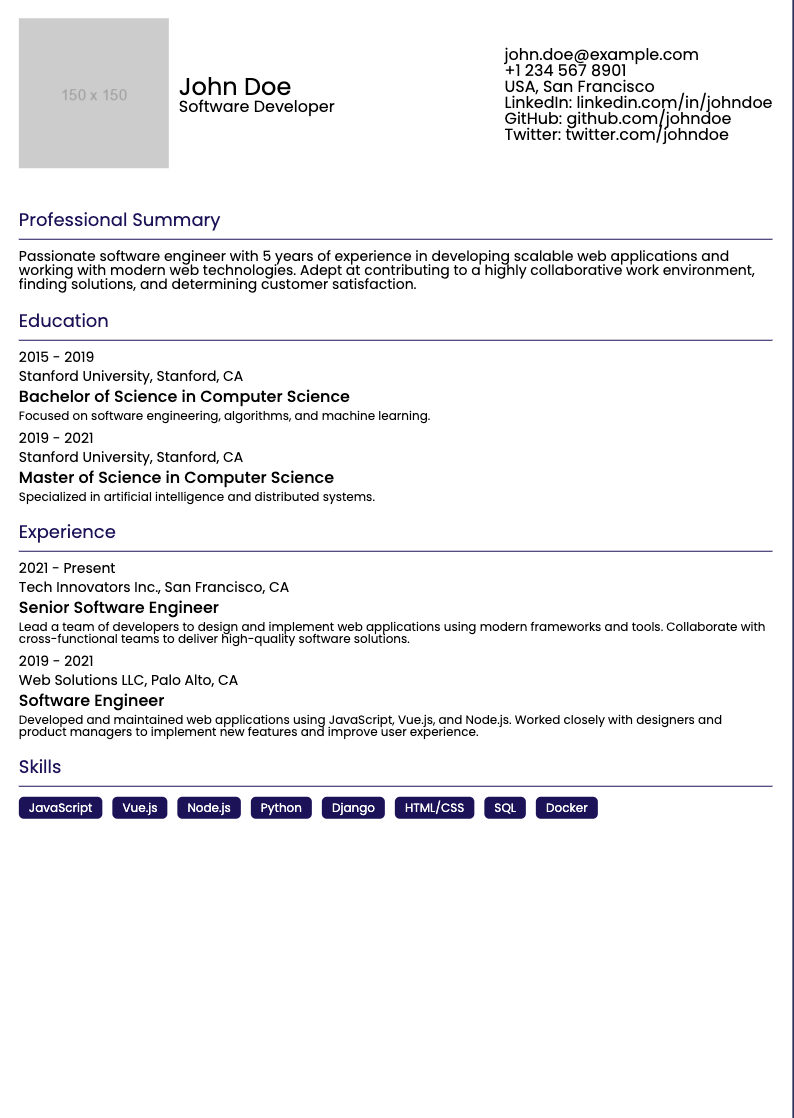 150 x 150
John Doe
Software Developer
john.doe@example.com
+1 234 567 8901
USA, San Francisco
LinkedIn: linkedin.com/in/johndoe
GitHub: github.com/johndoe
Twitter: twitter.com/johndoe
Professional Summary
Passionate software engineer with 5 years of experience in developing scalable web applications and
working with modern web technologies. Adept at contributing to a highly collaborative work environment,
finding solutions, and determining customer satisfaction.
Education
2015 - 2019
Stanford University, Stanford, CA
Bachelor of Science in Computer Science
Focused on software engineering, algorithms, and machine learning.
2019 - 2021
Stanford University, Stanford, CA
Master of Science in Computer Science
Specialized in artificial intelligence and distributed systems.
Experience
2021 - Present
Tech Innovators Inc., San Francisco, CA
Senior Software Engineer
Lead a team of developers to design and implement web applications using modern frameworks and tools. Collaborate with
cross-functional teams to deliver high-quality software solutions.
2019 - 2021
Web Solutions LLC, Palo Alto, CA
Software Engineer
Developed and maintained web applications using JavaScript, Vue.js, and Node.js. Worked closely with designers and
product managers to implement new features and improve user experience.
Skills
JavaScript Vue.js Node.js Python Django HTML/CSS SQL Docker